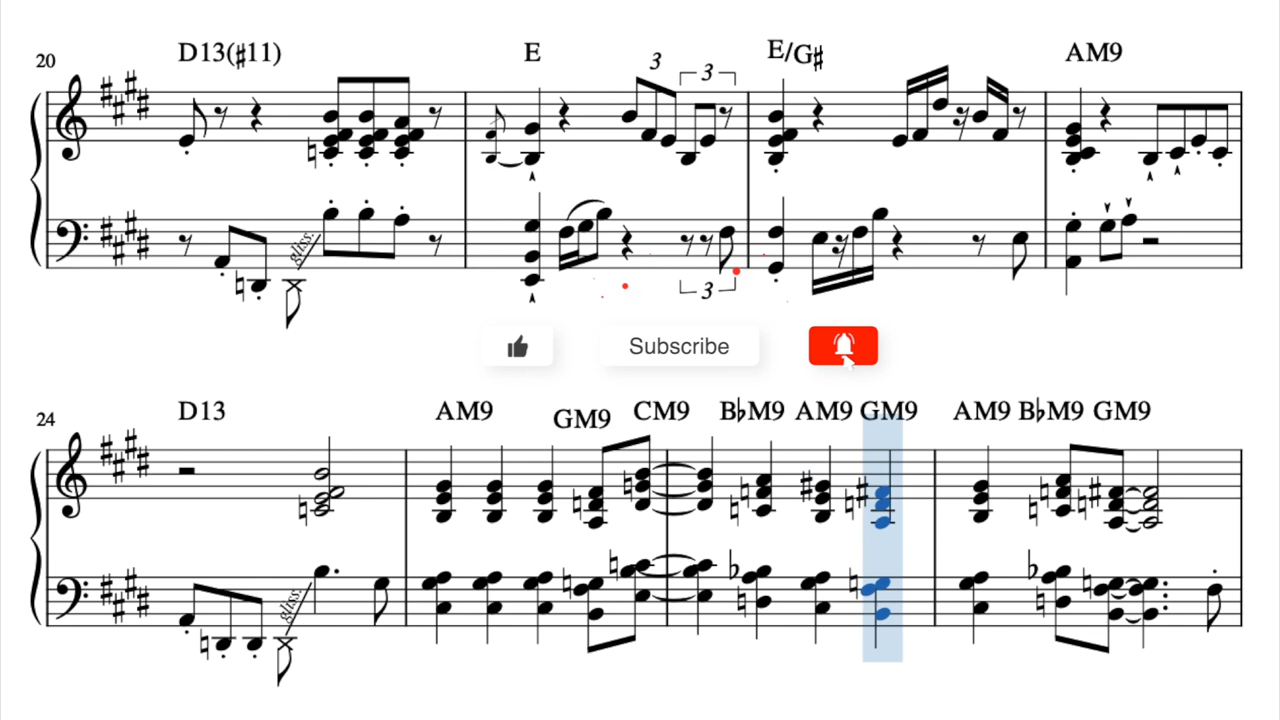 20
D13(♯11) E E/G♯ AM9
3 3
gliss.
3
Subscribe
24
D13 AM9 GM9 CM9 B♭M9 AM9 GM9 AM9 B♭M9 GM9
gliss.